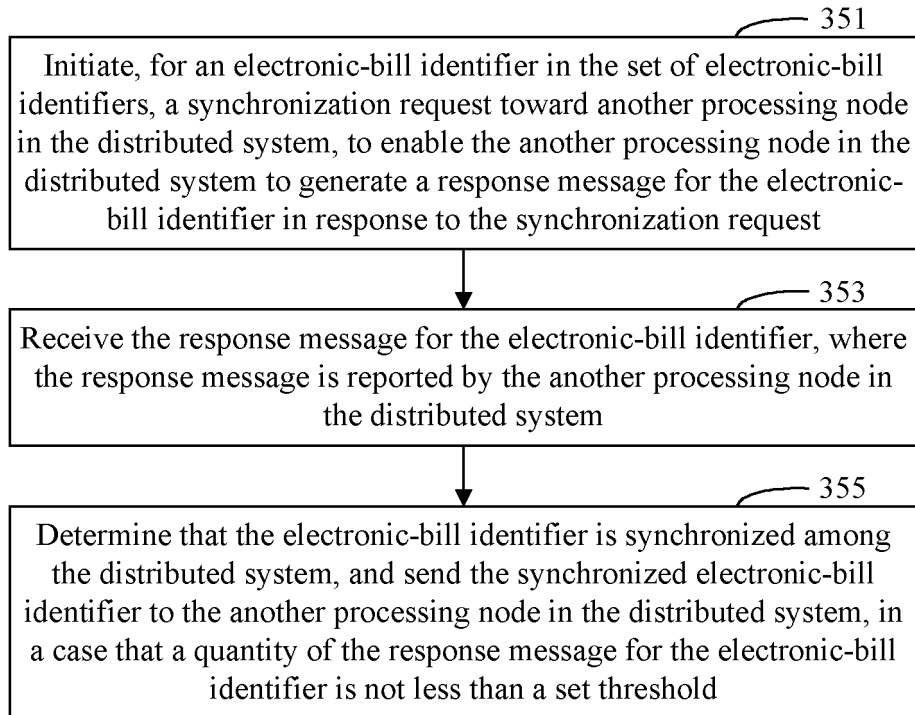 351
Initiate, for an electronic-bill identifier in the set of electronic-bill
identifiers, a synchronization request toward another processing node
in the distributed system, to enable the another processing node in the
distributed system to generate a response message for the electronic-
bill identifier in response to the synchronization request
353
Receive the response message for the electronic-bill identifier, where
the response message is reported by the another processing node in
the distributed system
355
Determine that the electronic-bill identifier is synchronized among
the distributed system, and send the synchronized electronic-bill
identifier to the another processing node in the distributed system, in
a case that a quantity of the response message for the electronic-bill
identifier is not less than a set threshold